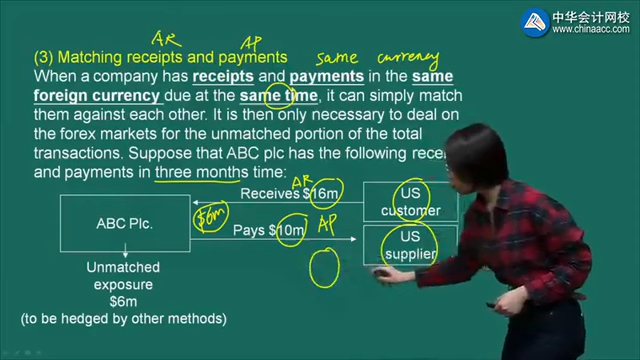 中华会计网校
www.chinaacc.com
AR AP same currency
(3) Matching receipts and payments
When a company has receipts and payments in the same
foreign currency due at the same time, it can simply match
them against each other. It is then only necessary to deal
on the forex markets for the unmatched portion of the total
transactions. Suppose that ABC plc has the following
and payments in three months time:
AR
Receives $16m
US
customer
$6m
ABC Plc.
Pays $10m
AP
US
supplier
Unmatched
exposure
$6m
(to be hedged by other methods)